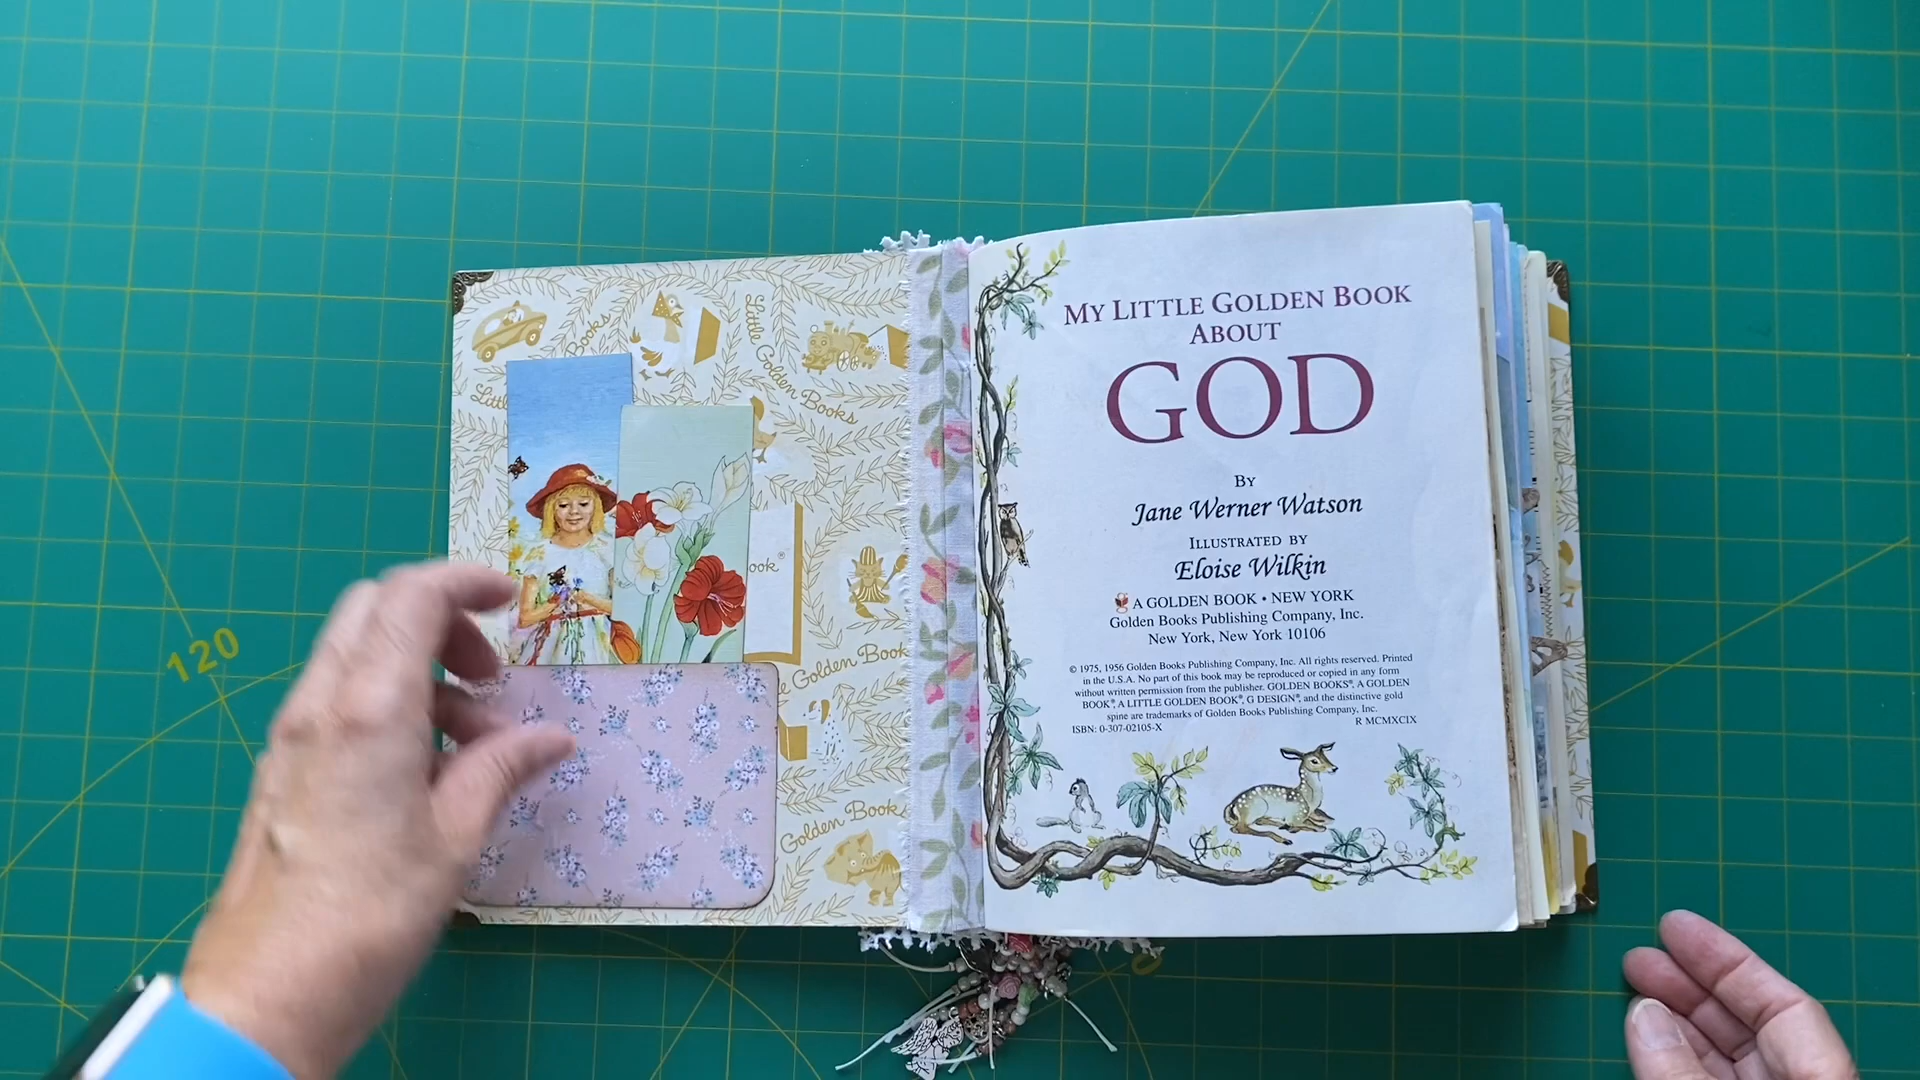 Books
Little Golden Books
Little
ook®
Golden Book
Golden Book
120
MY LITTLE GOLDEN BOOK
ABOUT
GOD
BY
Jane Werner Watson
ILLUSTRATED BY
Eloise Wilkin
A GOLDEN BOOK • NEW YORK
Golden Books Publishing Company, Inc.
New York, New York 10106
© 1975, 1956 Golden Books Publishing Company, Inc. All rights reserved. Printed
in the U.S.A. No part of this book may be reproduced or copied in any form
without written permission from the publisher. GOLDEN BOOKS®, A GOLDEN
BOOK®, A LITTLE GOLDEN BOOK®, G DESIGN®, and the distinctive gold
spine are trademarks of Golden Books Publishing Company, Inc.
ISBN: 0-307-02105-X R MCMXCIX